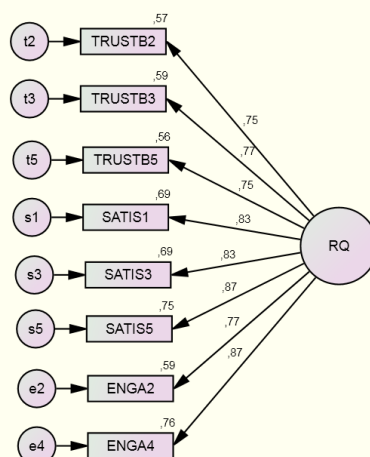 ,57
t2 TRUSTB2
,59
t3 TRUSTB3
,75
,77
,56
t5 TRUSTB5
,75
,69
s1 SATIS1
,83
RQ
,69
s3 SATIS3
,83
,87
,75
s5 SATIS5
,77
,59
e2 ENGA2
,87
,76
e4 ENGA4